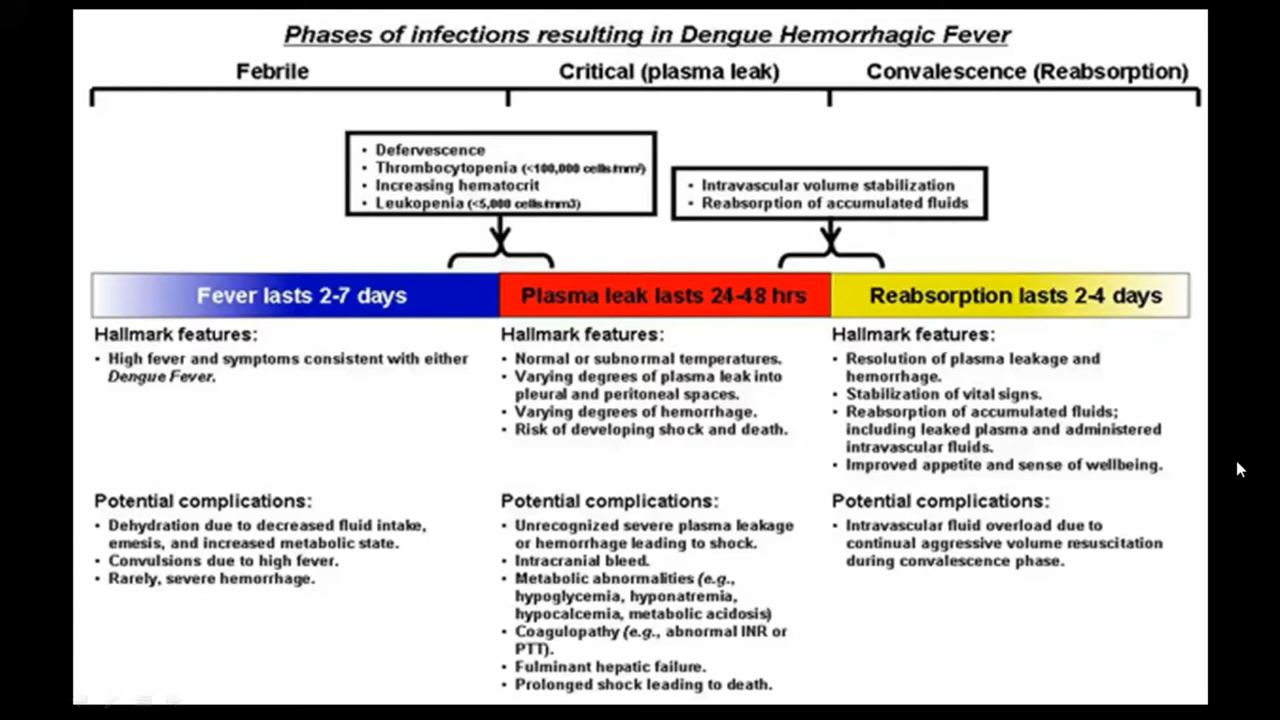 Phases of infections resulting in Dengue Hemorrhagic Fever
Febrile
Critical (plasma leak)
Convalescence (Reabsorption)
• Defervescence
• Thrombocytopenia (<100,000 cells/mm³)
• Increasing hematocrit
• Leukopenia (<5,000 cells/mm3)
• Intravascular volume stabilization
• Reabsorption of accumulated fluids
Fever lasts 2-7 days
Plasma leak lasts 24-48 hrs
Reabsorption lasts 2-4 days
Hallmark features:
• High fever and symptoms consistent with either
Dengue Fever.
Potential complications:
• Dehydration due to decreased fluid intake,
emesis, and increased metabolic state.
• Convulsions due to high fever.
• Rarely, severe hemorrhage.
Hallmark features:
• Normal or subnormal temperatures.
• Varying degrees of plasma leak into
pleural and peritoneal spaces.
• Varying degrees of hemorrhage.
• Risk of developing shock and death.
Potential complications:
• Unrecognized severe plasma leakage
or hemorrhage leading to shock.
• Intracranial bleed.
• Metabolic abnormalities (e.g.,
hypoglycemia, hyponatremia,
hypocalcemia, metabolic acidosis)
• Coagulopathy (e.g., abnormal INR or
PTT).
• Fulminant hepatic failure.
• Prolonged shock leading to death.
Hallmark features:
• Resolution of plasma leakage and
hemorrhage.
• Stabilization of vital signs.
• Reabsorption of accumulated fluids;
including leaked plasma and administered
intravascular fluids.
• Improved appetite and sense of wellbeing.
Potential complications:
• Intravascular fluid overload due to
continual aggressive volume resuscitation
during convalescence phase.